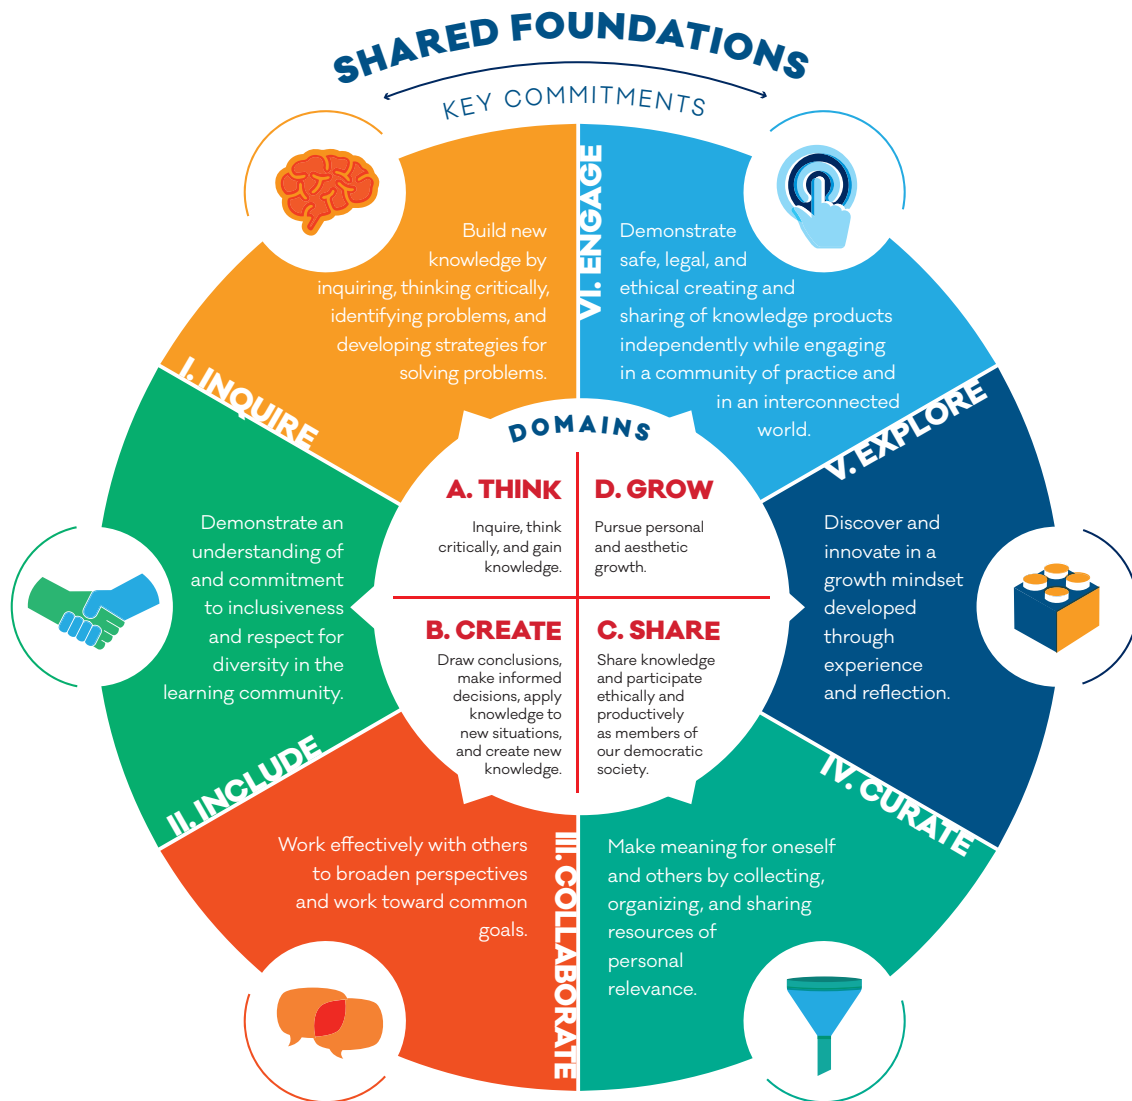 SHARED FOUNDATIONS
KEY COMMITMENTS
I. INQUIRE
Build new
knowledge by
inquiring, thinking critically,
identifying problems, and
developing strategies for
solving problems.
II. INCLUDE
Demonstrate an
understanding of
and commitment
to inclusiveness
and respect for
diversity in the
learning community.
III. COLLABORATE
Work effectively with others
to broaden perspectives
and work toward common
goals.
IV. CURATE
Make meaning for oneself
and others by collecting,
organizing, and sharing
resources of
personal
relevance.
V. EXPLORE
Discover and
innovate in a
growth mindset
developed
through
experience
and reflection.
VI. ENGAGE
Demonstrate
safe, legal, and
ethical creating and
sharing of knowledge products
independently while engaging
in a community of practice and
in an interconnected
world.
DOMAINS
A. THINK
Inquire, think
critically, and gain
knowledge.
B. CREATE
Draw conclusions,
make informed
decisions, apply
knowledge to
new situations,
and create new
knowledge.
C. SHARE
Share knowledge
and participate
ethically and
productively
as members of
our democratic
society.
D. GROW
Pursue personal
and aesthetic
growth.